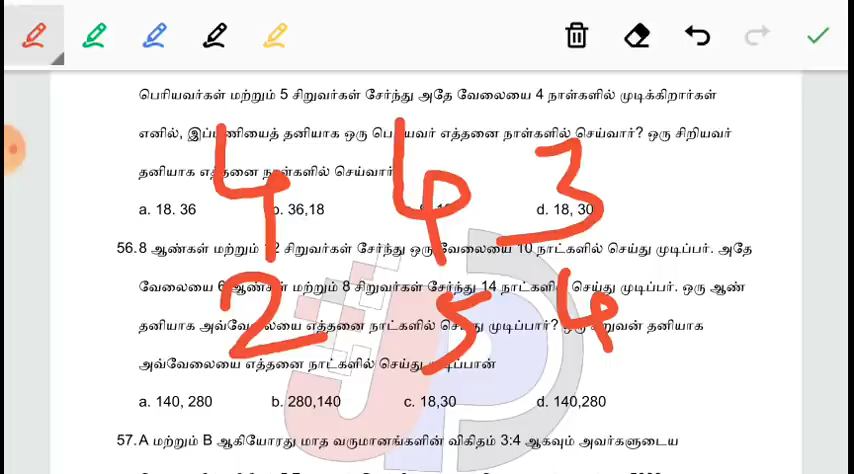 பெரியவர்கள் மற்றும் 5 சிறுவர்கள் சேர்ந்து அதே வேலையை 4 நாள்களில் முடிக்கிறார்கள்
எனில், இப்பணியைத் தனியாக ஒரு பெரியவர் எத்தனை நாள்களில் செய்வார்? ஒரு சிறியவர்
தனியாக எத்தனை நாள்களில் செய்வார்
4 4 3
a. 18. 36 b. 36,18 d. 18, 30
56.8 ஆண்கள் மற்றும் 12 சிறுவர்கள் சேர்ந்து ஒரு வேலையை 10 நாட்களில் செய்து முடிப்பர். அதே
வேலையை 6 ஆண்கள் மற்றும் 8 சிறுவர்கள் சேர்ந்து 14 நாட்களில் செய்து முடிப்பர். ஒரு ஆண்
2 5 4
தனியாக அவ்வேலையை எத்தனை நாட்களில் செய்து முடிப்பார்? ஒரு சிறுவன் தனியாக
அவ்வேலையை எத்தனை நாட்களில் செய்து முடிப்பான்
a. 140, 280 b. 280,140 c. 18,30 d. 140,280
57.A மற்றும் B ஆகியோரது மாத வருமானங்களின் விகிதம் 3:4 ஆகவும் அவர்களுடைய